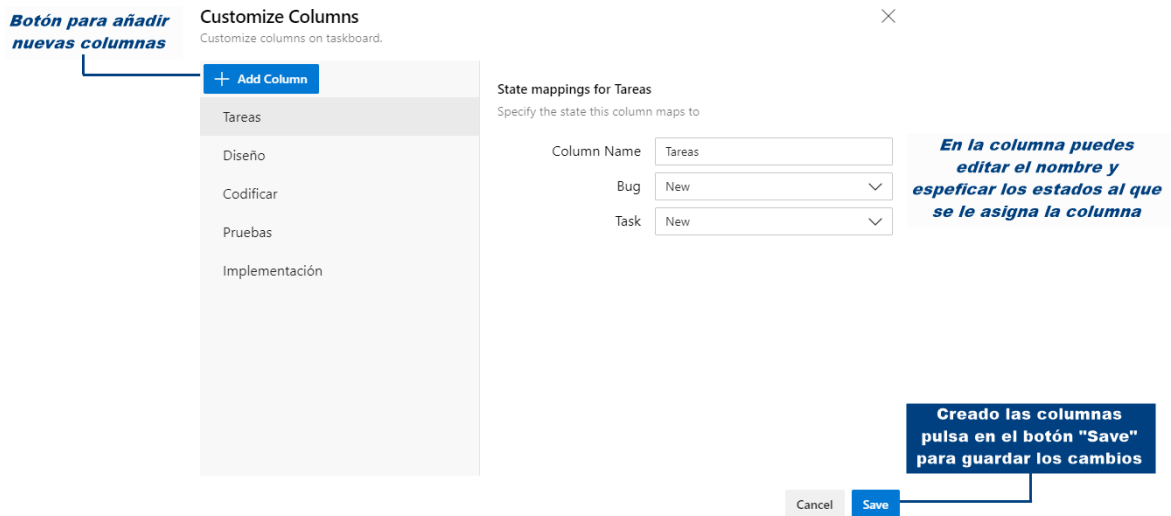 Botón para añadir
nuevas columnas
Customize Columns
Customize columns on taskboard.
Add Column
Tareas
Diseño
Codificar
Pruebas
Implementación
State mappings for Tareas
Specify the state this column maps to
Column Name
Tareas
Bug
New
Task
New
En la columna puedes
editar el nombre y
espeficar los estados al que
se le asigna la columna
Creado las columnas
pulsa en el botón "Save"
para guardar los cambios
Cancel
Save